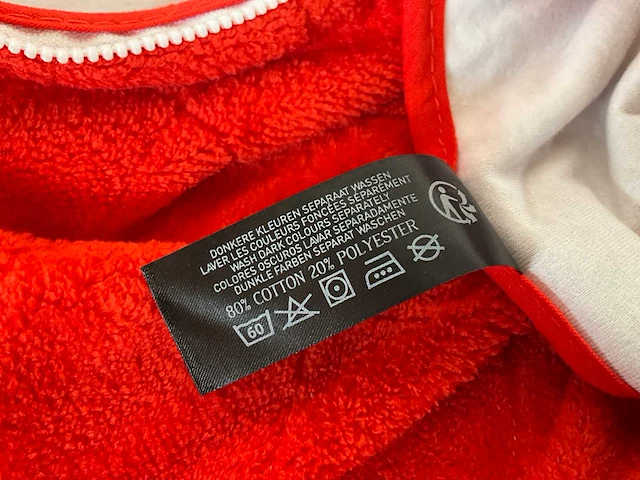 DONKERE KLEUREN SEPARAAT WASSEN
LAVER LES COULEURS FONCÉES SÉPARÉMENT
WASH DARK COLOURS SEPARATELY
COLORES OSCUROS LAVAR SEPARADAMENTE
DUNKLE FARBEN SEPARAT WASCHEN
80% COTTON 20% POLYESTER
60